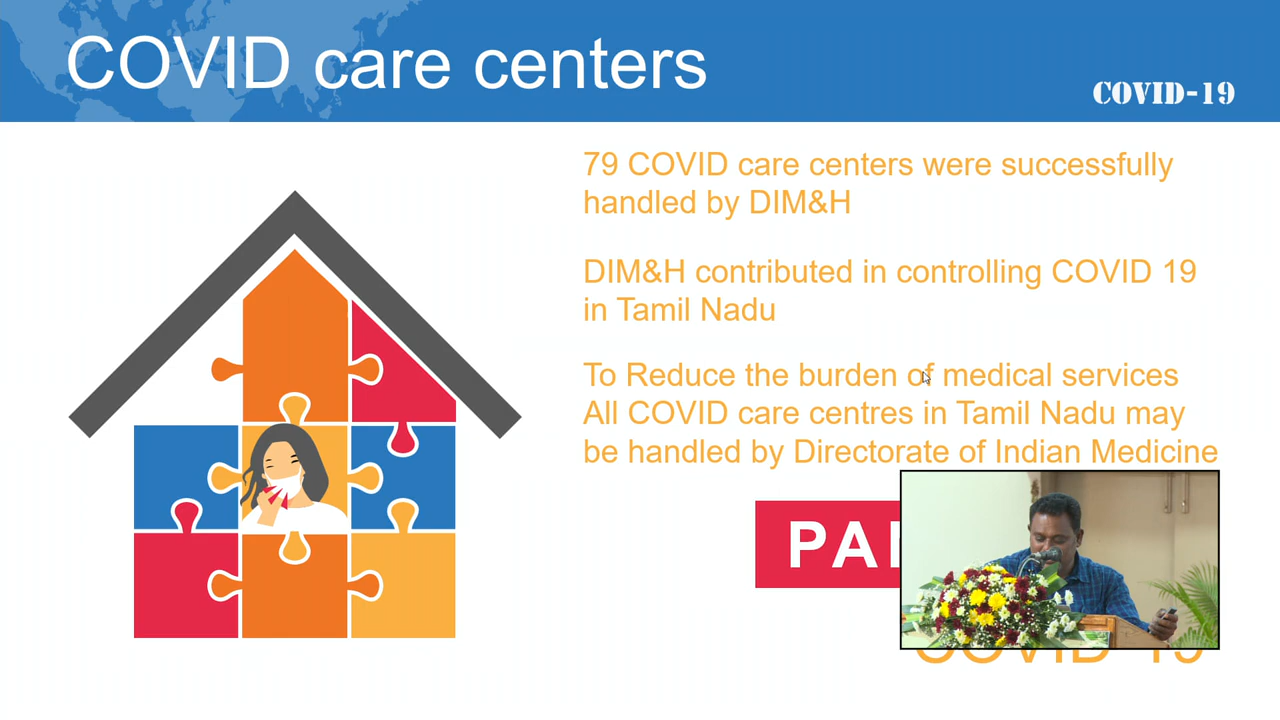 COVID care centers
COVID-19
79 COVID care centers were successfully
handled by DIM&H
DIM&H contributed in controlling COVID 19
in Tamil Nadu
To Reduce the burden of medical services
All COVID care centres in Tamil Nadu may
be handled by Directorate of Indian Medicine
COVID-19